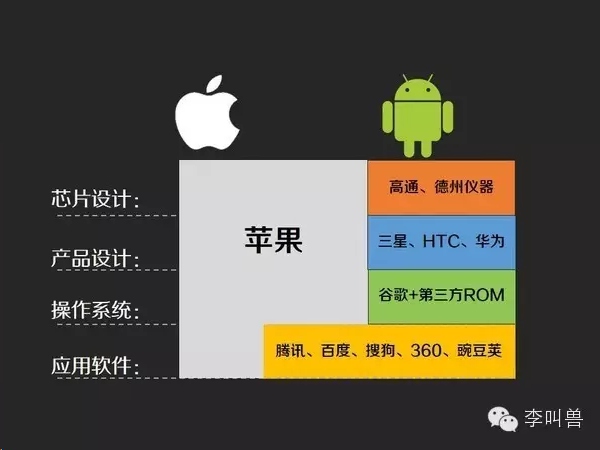 芯片设计：
高通、德州仪器
苹果
产品设计：
三星、HTC、华为
操作系统：
谷歌+第三方ROM
应用软件：
腾讯、百度、搜狗、360、豌豆荚
李叫兽